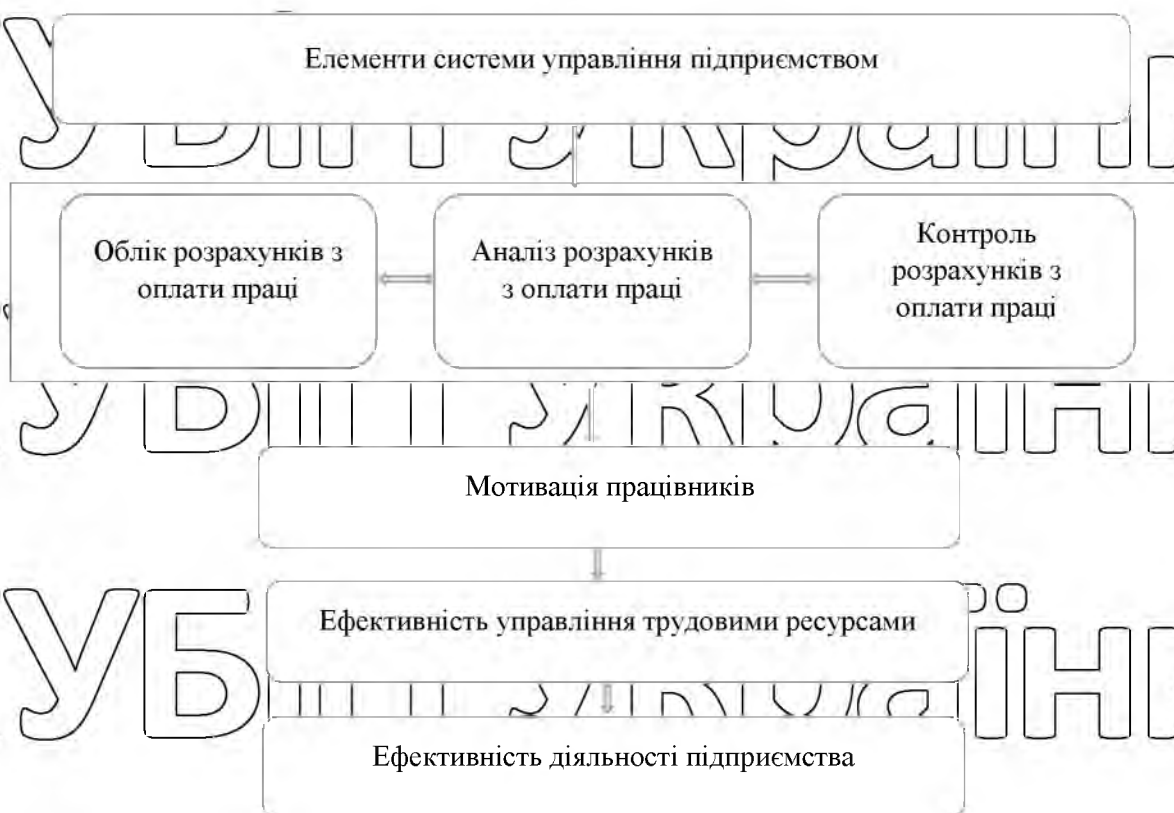 Елементи системи управління підприємством
Облік розрахунків з
оплати праці
Аналіз розрахунків
з оплати праці
Контроль
розрахунків з
оплати праці
Мотивація працівників
Ефективність управління трудовими ресурсами
Ефективність діяльності підприємства